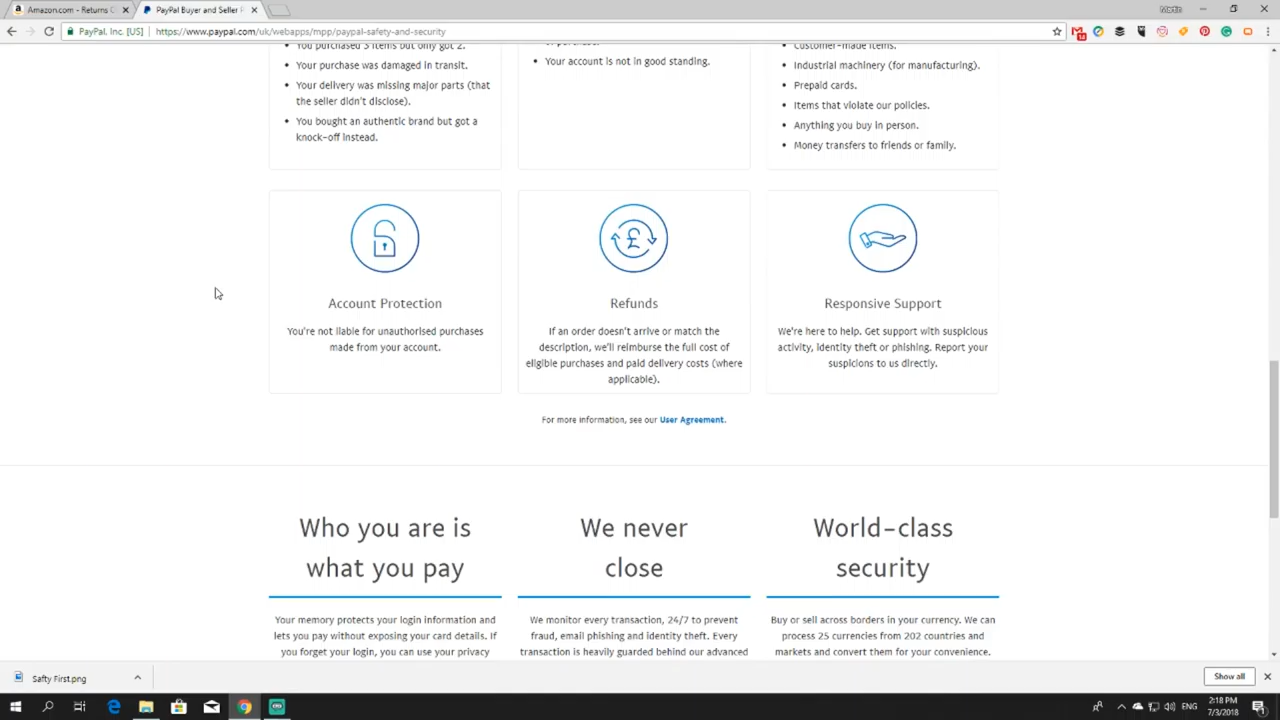 Amazon.com - Returns C
PayPal Buyer and Seller P
PayPal, Inc. [US]
https://www.paypal.com/uk/webapps/mpp/paypal-safety-and-security
14
You purchased 3 items but only got 2.
Your purchase was damaged in transit.
Your delivery was missing major parts (that
the seller didn't disclose).
You bought an authentic brand but got a
knock-off instead.
or purchase.
Your account is not in good standing.
Customer-made items.
Industrial machinery (for manufacturing).
Prepaid cards.
Items that violate our policies.
Anything you buy in person.
Money transfers to friends or family.
Account Protection
You're not liable for unauthorised purchases
made from your account.
Refunds
If an order doesn't arrive or match the
description, we'll reimburse the full cost of
eligible purchases and paid delivery costs (where
applicable).
Responsive Support
We're here to help. Get support with suspicious
activity, identity theft or phishing. Report your
suspicions to us directly.
For more information, see our User Agreement.
Who you are is
what you pay
Your memory protects your login information and
lets you pay without exposing your card details. If
you forget your login, you can use your privacy
We never
close
We monitor every transaction, 24/7 to prevent
fraud, email phishing and identity theft. Every
transaction is heavily guarded behind our advanced
World-class
security
Buy or sell across borders in your currency. We can
process 25 currencies from 202 countries and
markets and convert them for your convenience.
Safty First.png
Show all
ENG
2:18 PM
7/3/2018